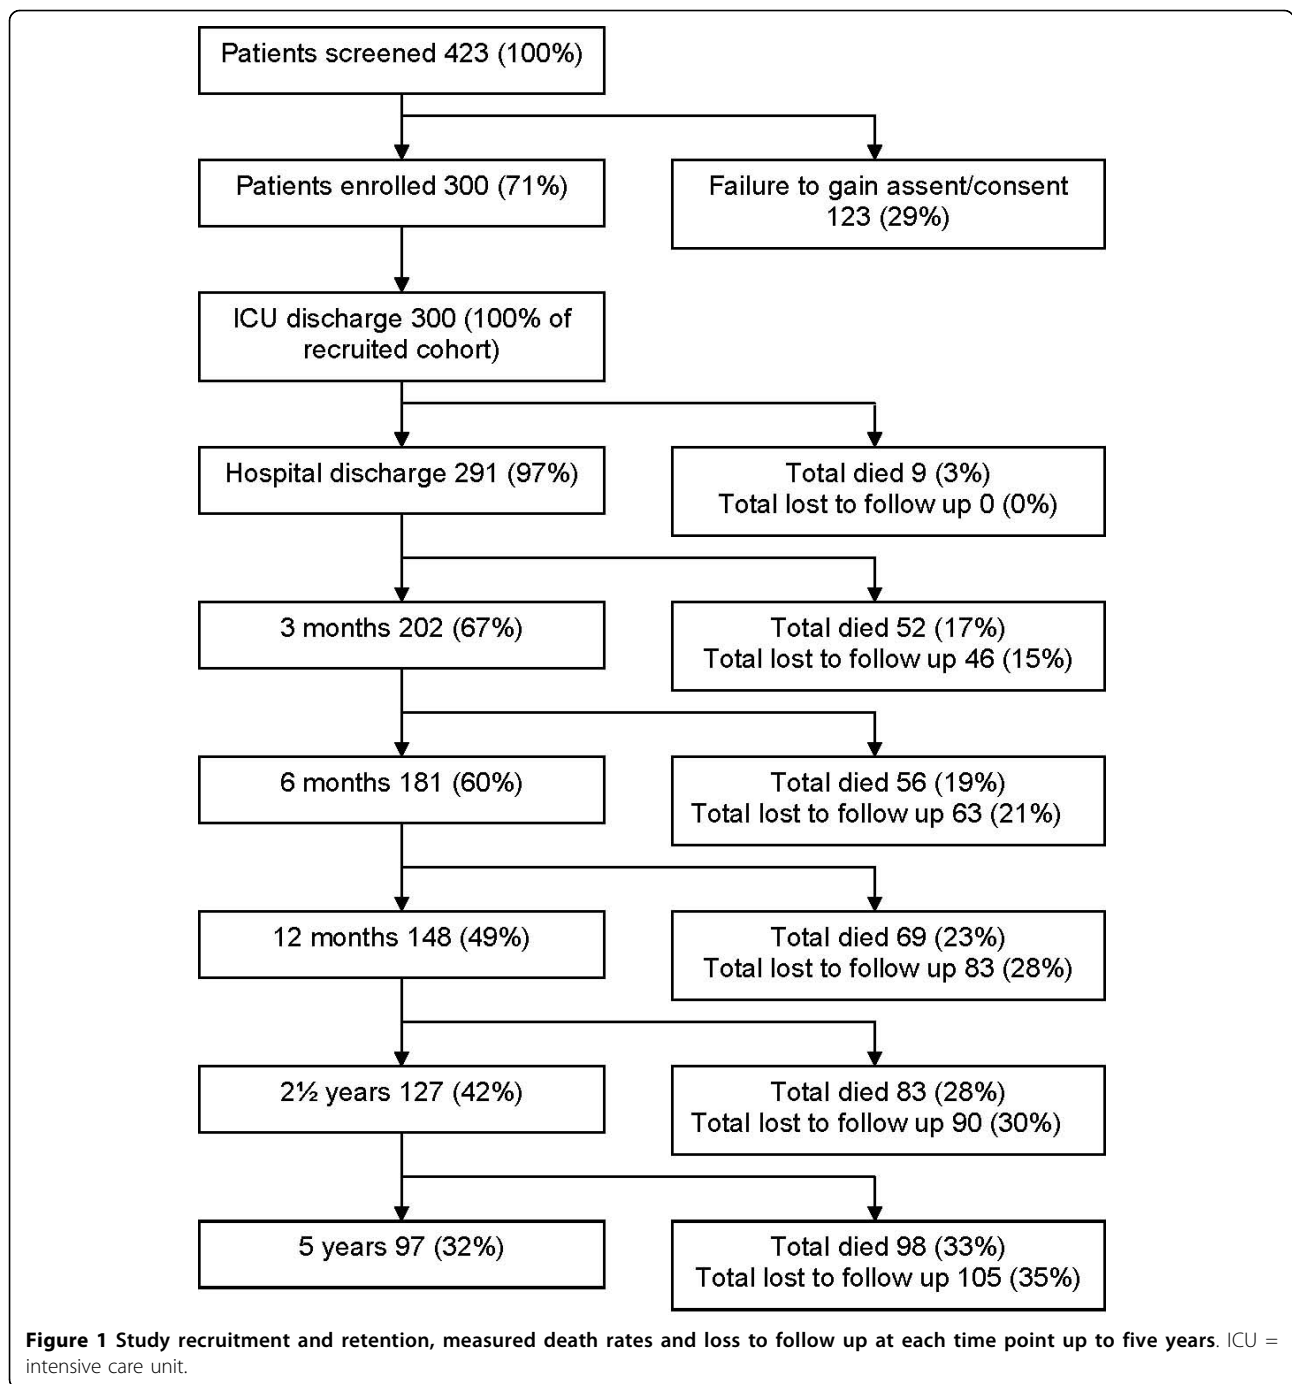 Patients screened 423 (100%)
Patients enrolled 300 (71%)
Failure to gain assent/consent
123 (29%)
ICU discharge 300 (100% of
recruited cohort)
Hospital discharge 291 (97%)
Total died 9 (3%)
Total lost to follow up 0 (0%)
3 months 202 (67%)
Total died 52 (17%)
Total lost to follow up 46 (15%)
6 months 181 (60%)
Total died 56 (19%)
Total lost to follow up 63 (21%)
12 months 148 (49%)
Total died 69 (23%)
Total lost to follow up 83 (28%)
2½ years 127 (42%)
Total died 83 (28%)
Total lost to follow up 90 (30%)
5 years 97 (32%)
Total died 98 (33%)
Total lost to follow up 105 (35%)
Figure 1 Study recruitment and retention, measured death rates and loss to follow up at each time point up to five years. ICU =
intensive care unit.